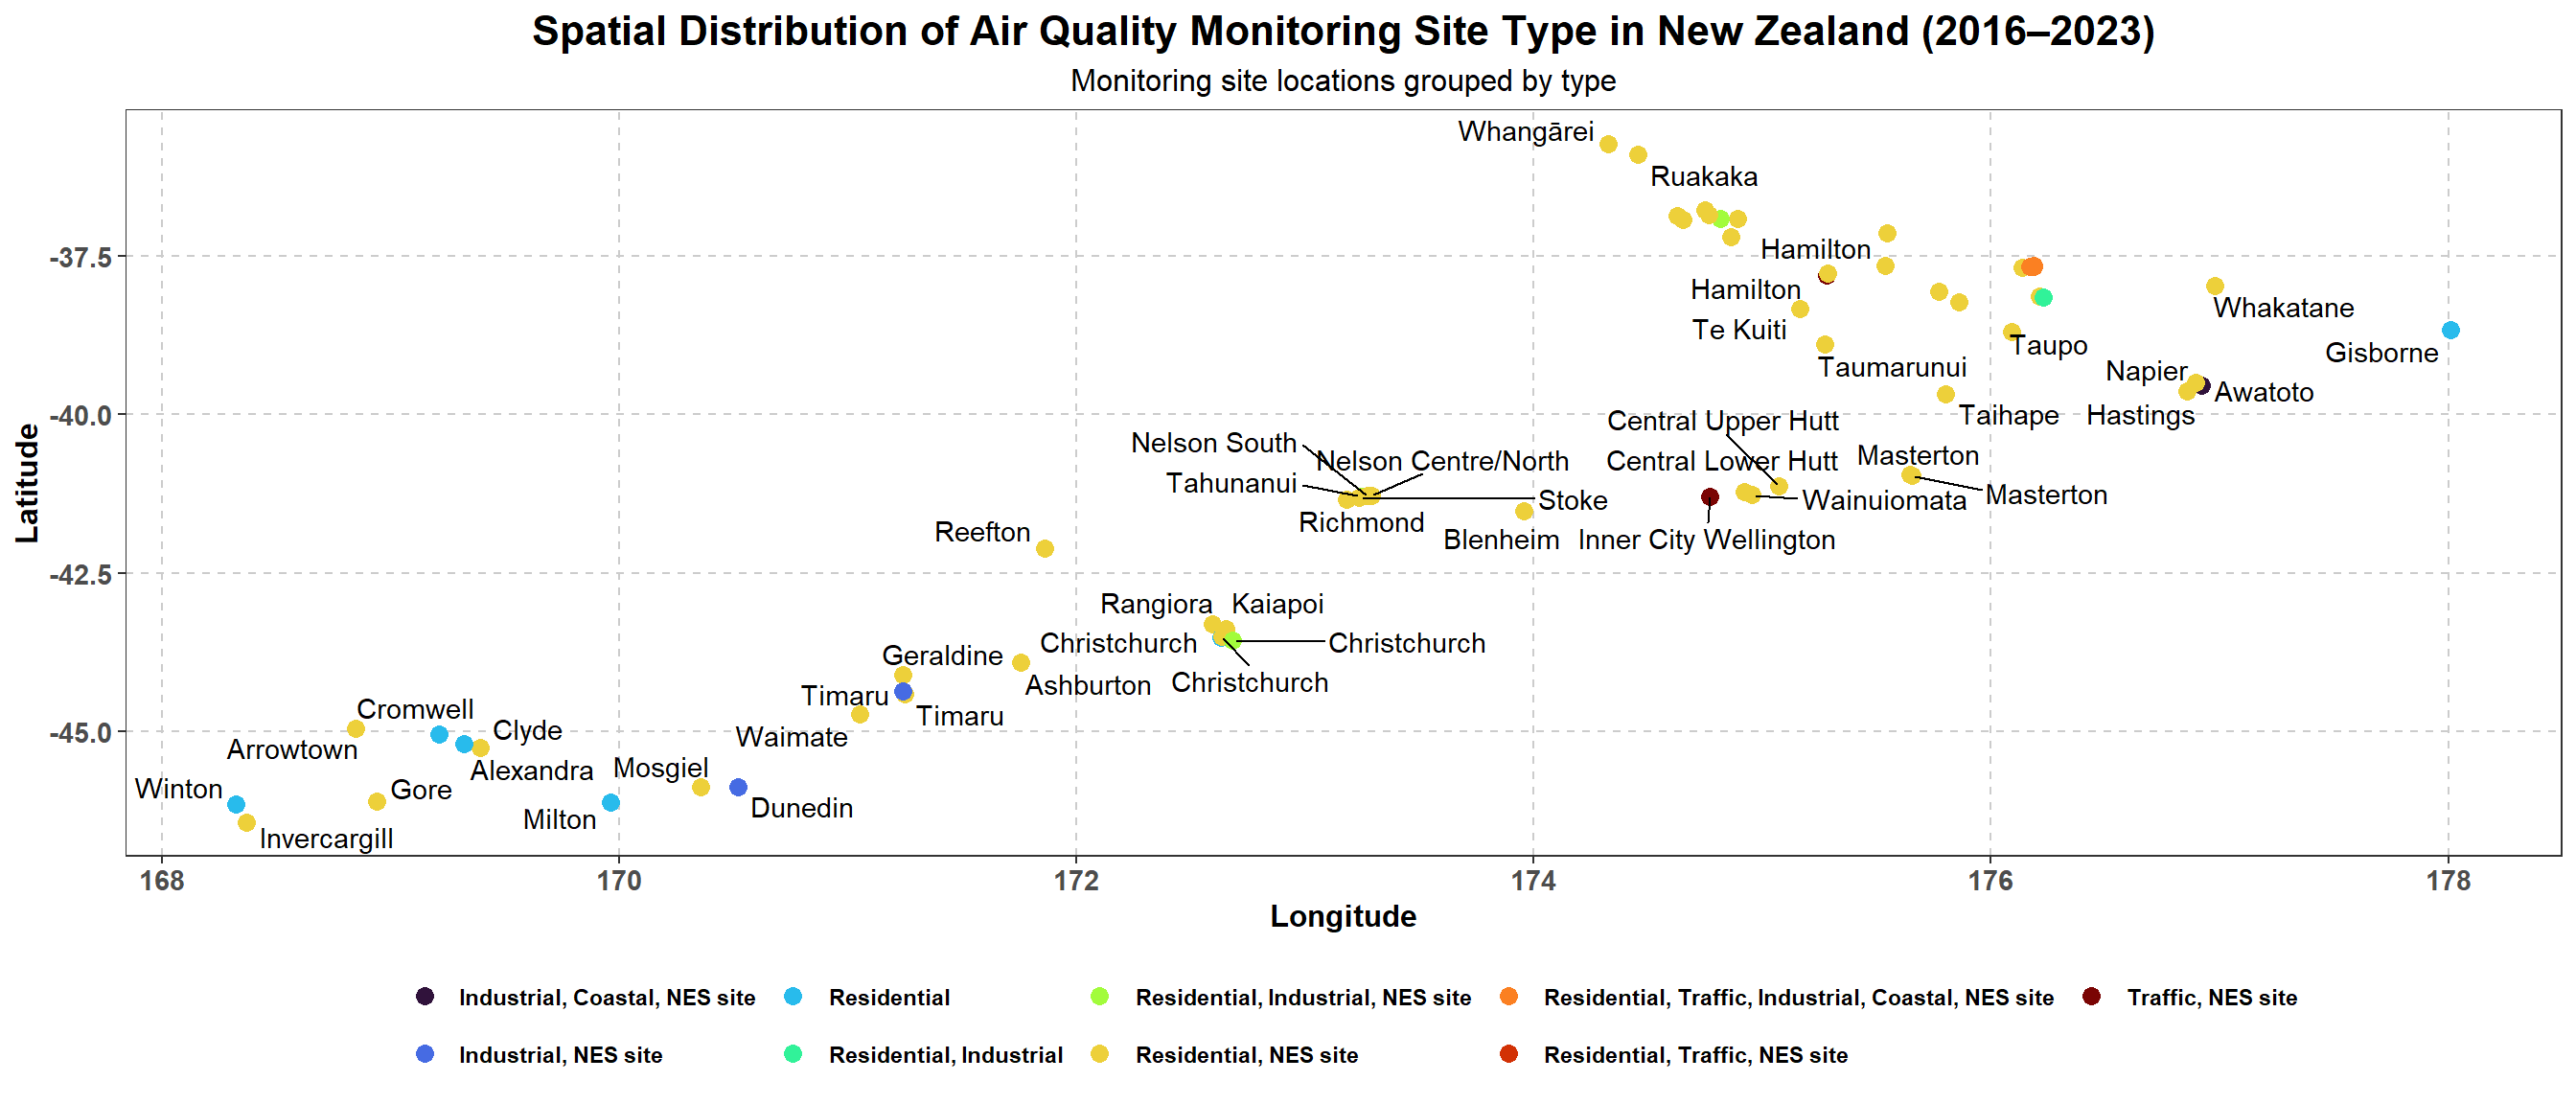 Spatial Distribution of Air Quality Monitoring Site Type in New Zealand (2016–2023)
Monitoring site locations grouped by type
Latitude
-37.5
-40.0
-42.5
-45.0
Whangārei
Ruakaka
Hamilton
Hamilton
Te Kuiti
Whakatane
Taupo
Gisborne
Taumarunui
Napier
Awatoto
Taihape
Hastings
Central Upper Hutt
Nelson South
Nelson Centre/North
Central Lower Hutt
Masterton
Tahunanui
Stoke
Wainuiomata
Masterton
Richmond
Reefton
Blenheim
Inner City Wellington
Rangiora
Kaiapoi
Christchurch
Christchurch
Geraldine
Christchurch
Ashburton
Timaru
Timaru
Cromwell
Clyde
Waimate
Arrowtown
Alexandra
Mosgiel
Winton
Gore
Dunedin
Milton
Invercargill
168
170
172
174
176
178
Longitude
Industrial, Coastal, NES site
Residential
Residential, Industrial, NES site
Residential, Traffic, Industrial, Coastal, NES site
Traffic, NES site
Industrial, NES site
Residential, Industrial
Residential, NES site
Residential, Traffic, NES site